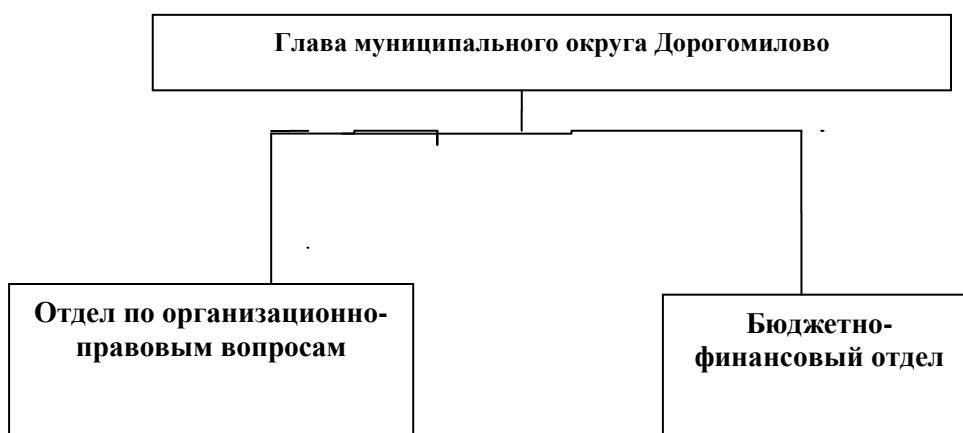 Глава муниципального округа Дорогомилово
Отдел по организационно-
правовым вопросам
Бюджетно-
финансовый отдел